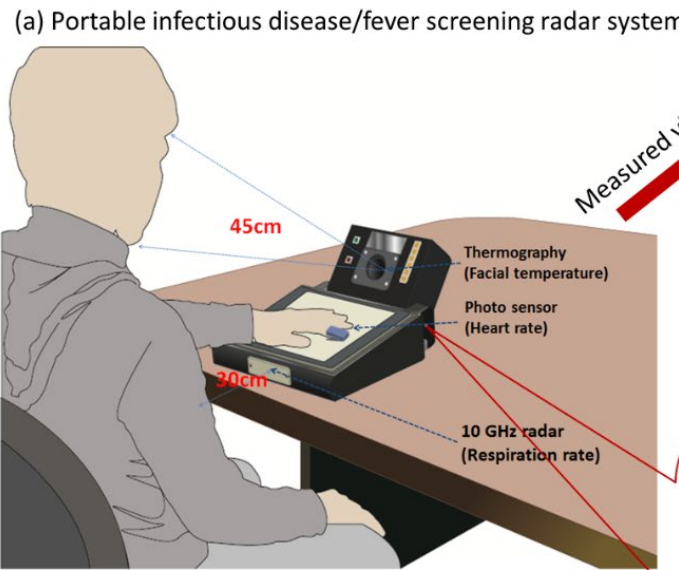 (a) Portable infectious disease/fever screening radar system
Measured
45cm
Thermography
(Facial temperature)
Photo sensor
(Heart rate)
30cm
10 GHz radar
(Respiration rate)